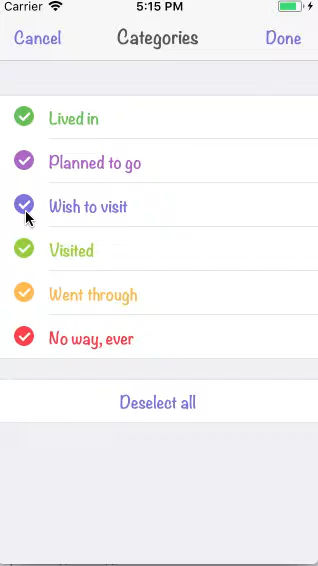 Carrier 5:15 PM
Cancel Categories Done
Lived in
Planned to go
Wish to visit
Visited
Went through
No way, ever
Deselect all